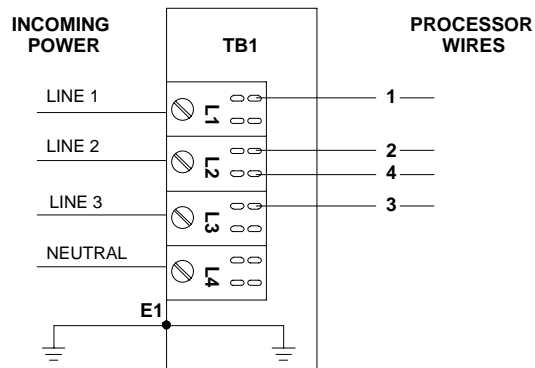 INCOMING
POWER
TB1
PROCESSOR
WIRES
LINE 1
L1
1
LINE 2
L2
2
4
LINE 3
L3
3
NEUTRAL
L4
E1